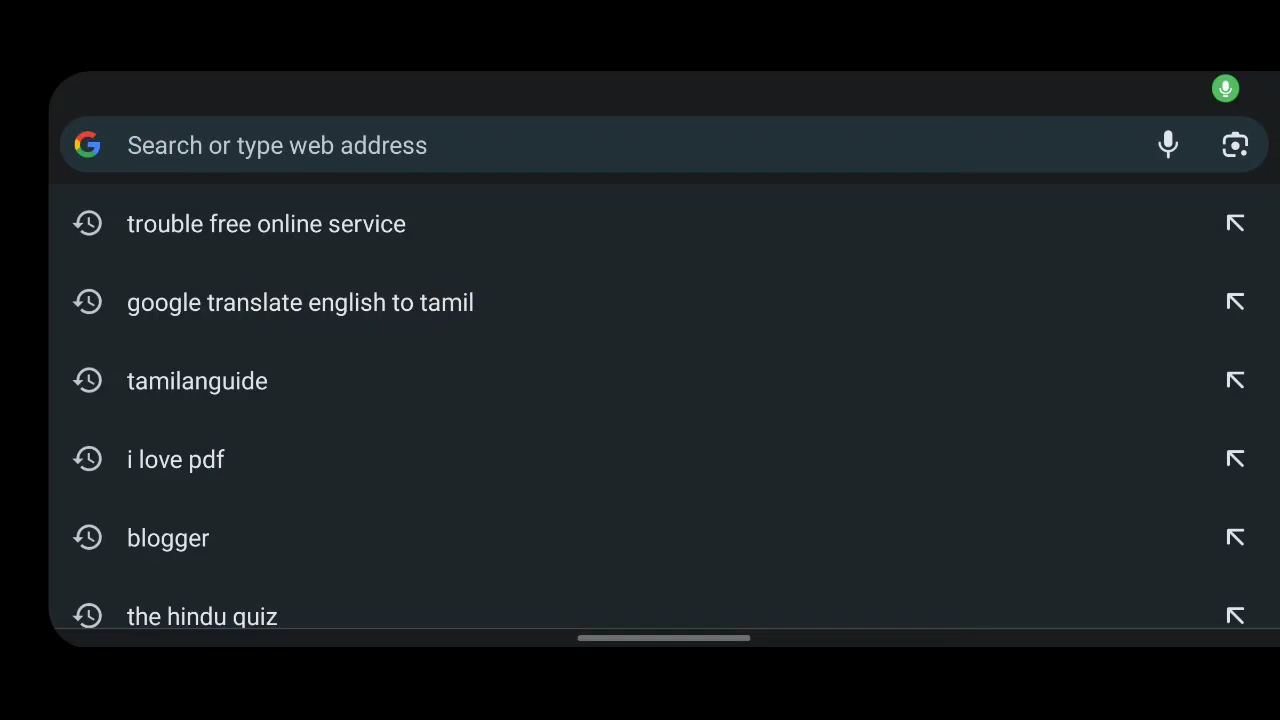 Search or type web address
trouble free online service
google translate english to tamil
tamilanguide
i love pdf
blogger
the hindu quiz